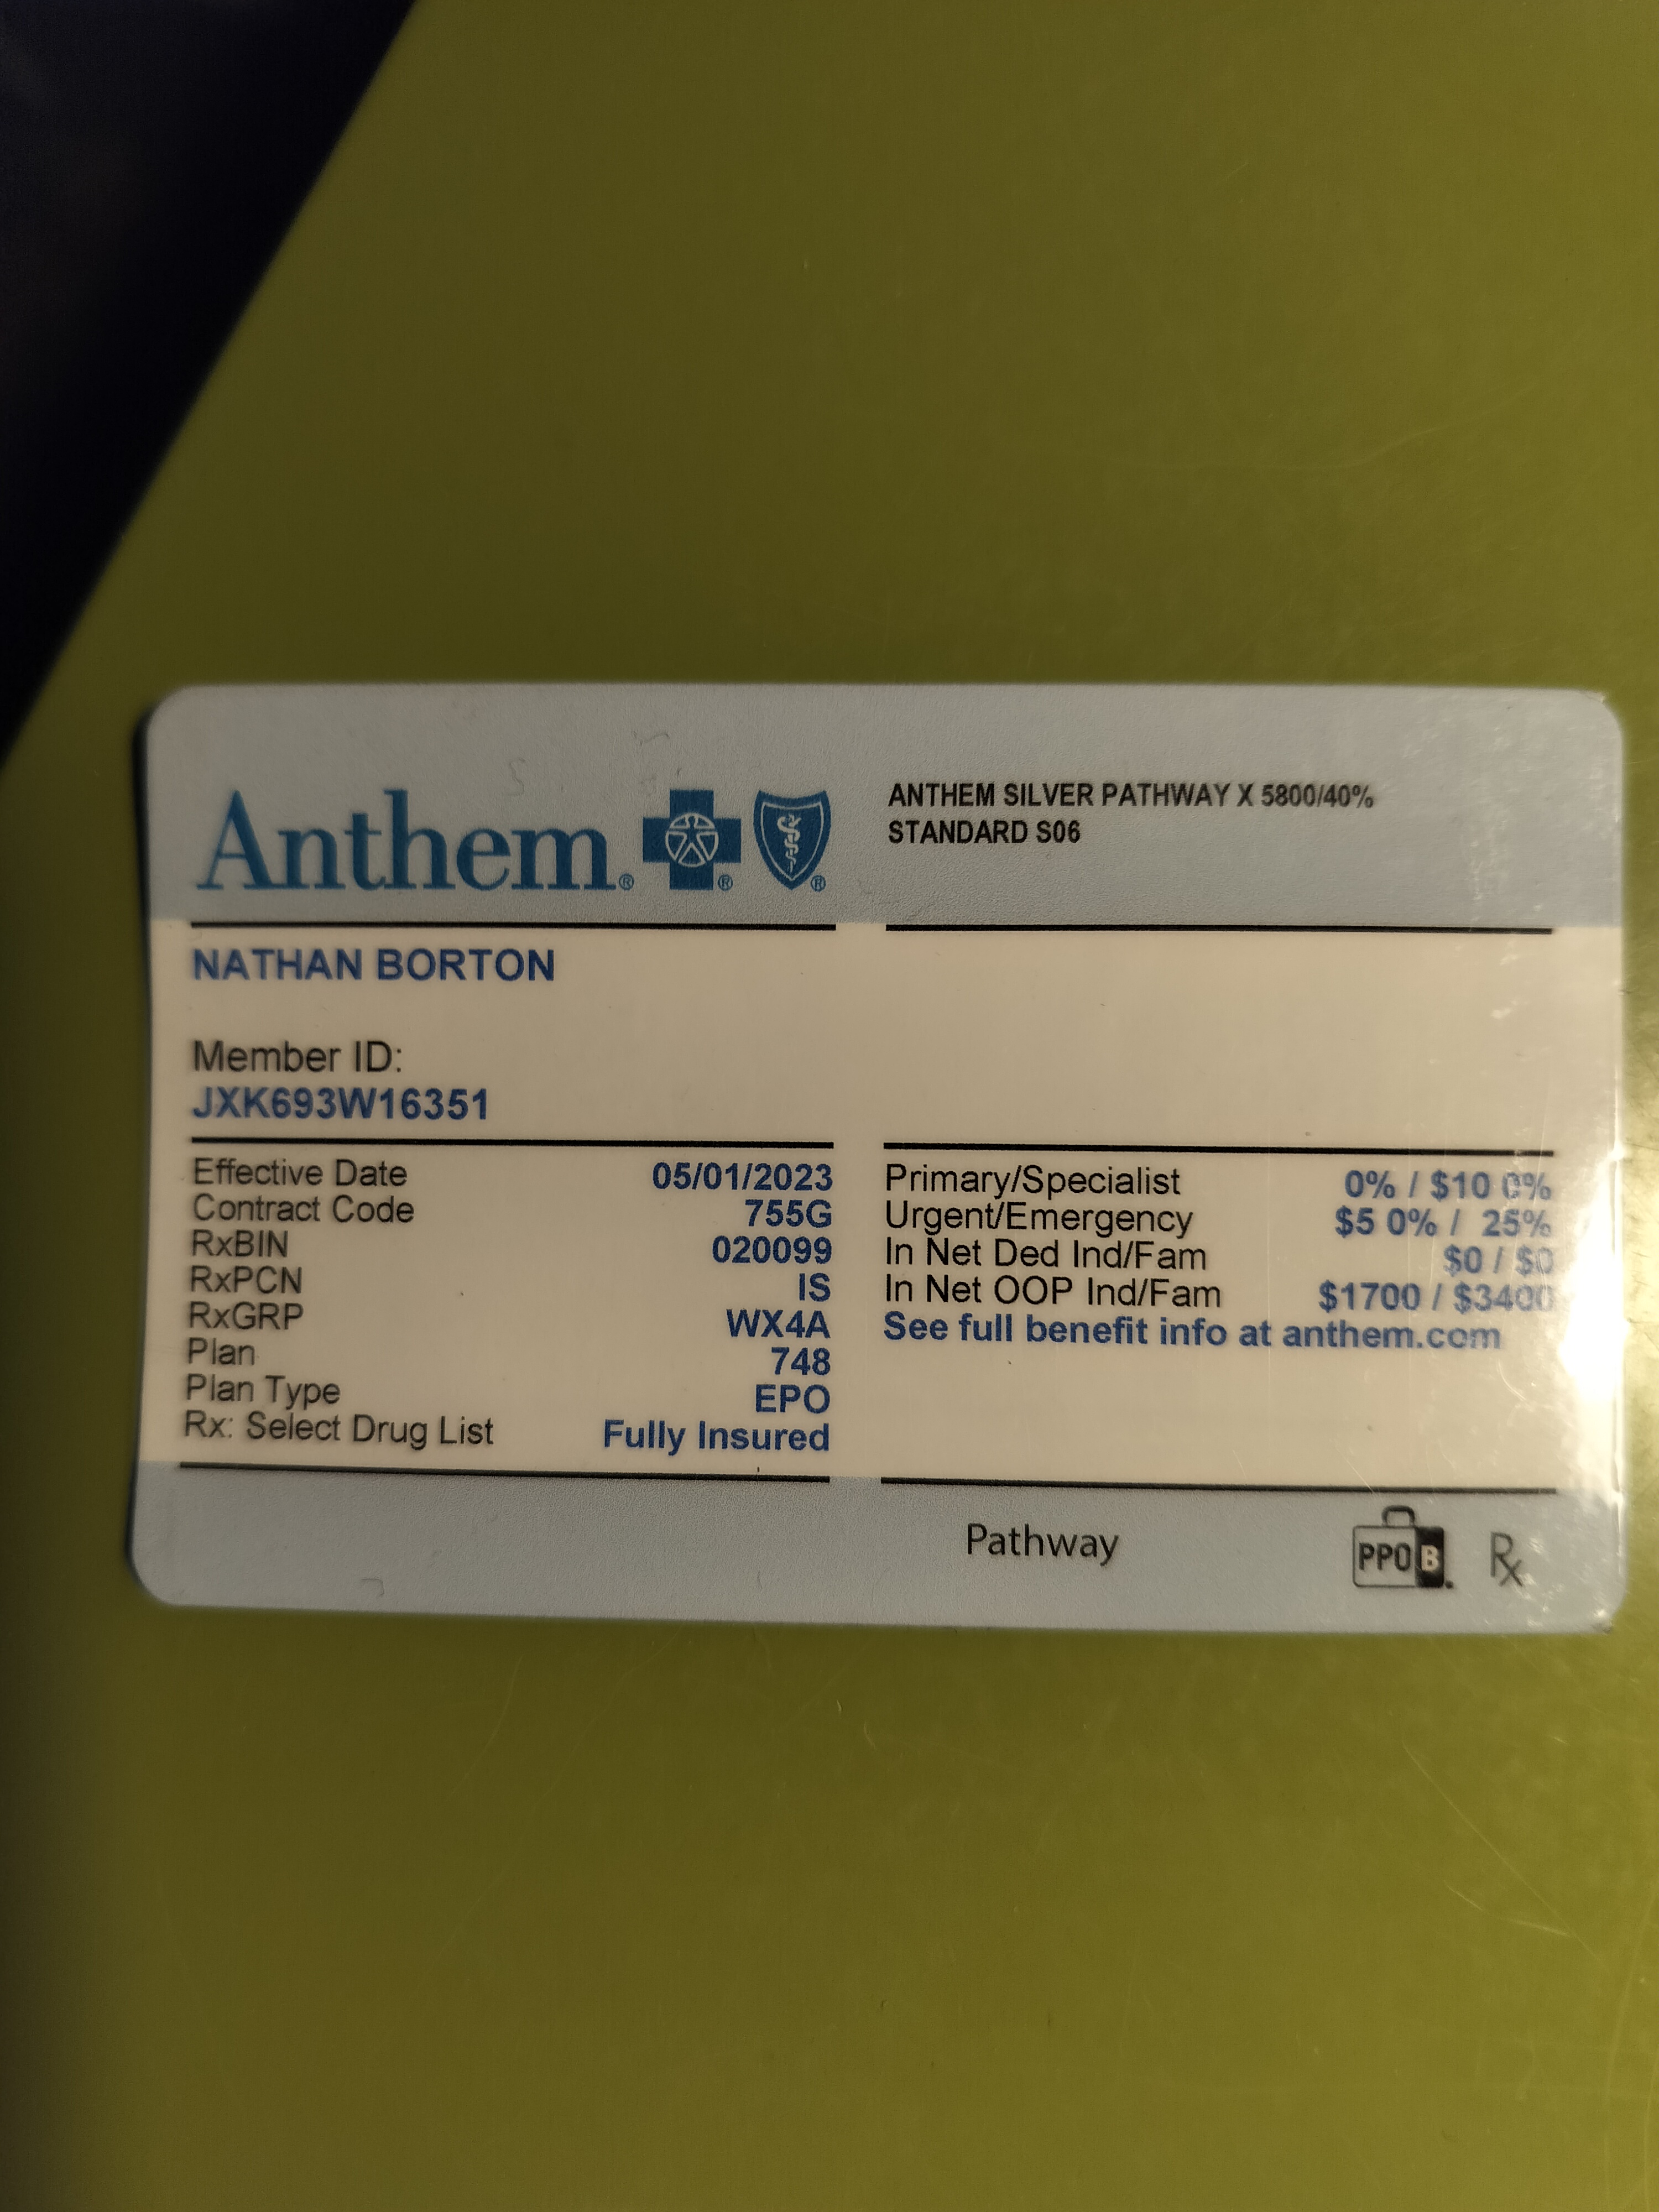 Anthem®
ANTHEM SILVER PATHWAY X 5800/40%
STANDARD S06
NATHAN BORTON
Member ID:
JXK693W16351
Effective Date 05/01/2023
Contract Code 755G
RxBIN 020099
RxPCN IS
RxGRP WX4A
Plan 748
Plan Type EPO
Rx: Select Drug List Fully Insured
Primary/Specialist 0% / $10 0%
Urgent/Emergency $5 0% / 25%
In Net Ded Ind/Fam $0 / $0
In Net OOP Ind/Fam $1700 / $3400
See full benefit info at anthem.com
Pathway
PPO B
Rx